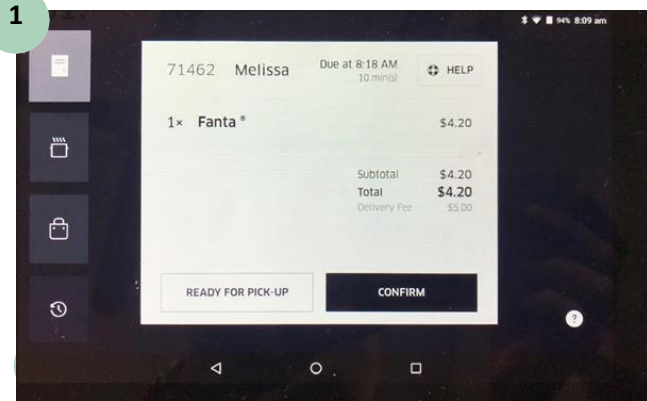 1
94% 8:09 am
71462 Melissa Due at 8:18 AM HELP
10 min(s)
1× Fanta ® $4.20
Subtotal $4.20
Total $4.20
Delivery Fee $5.00
READY FOR PICK-UP CONFIRM
?